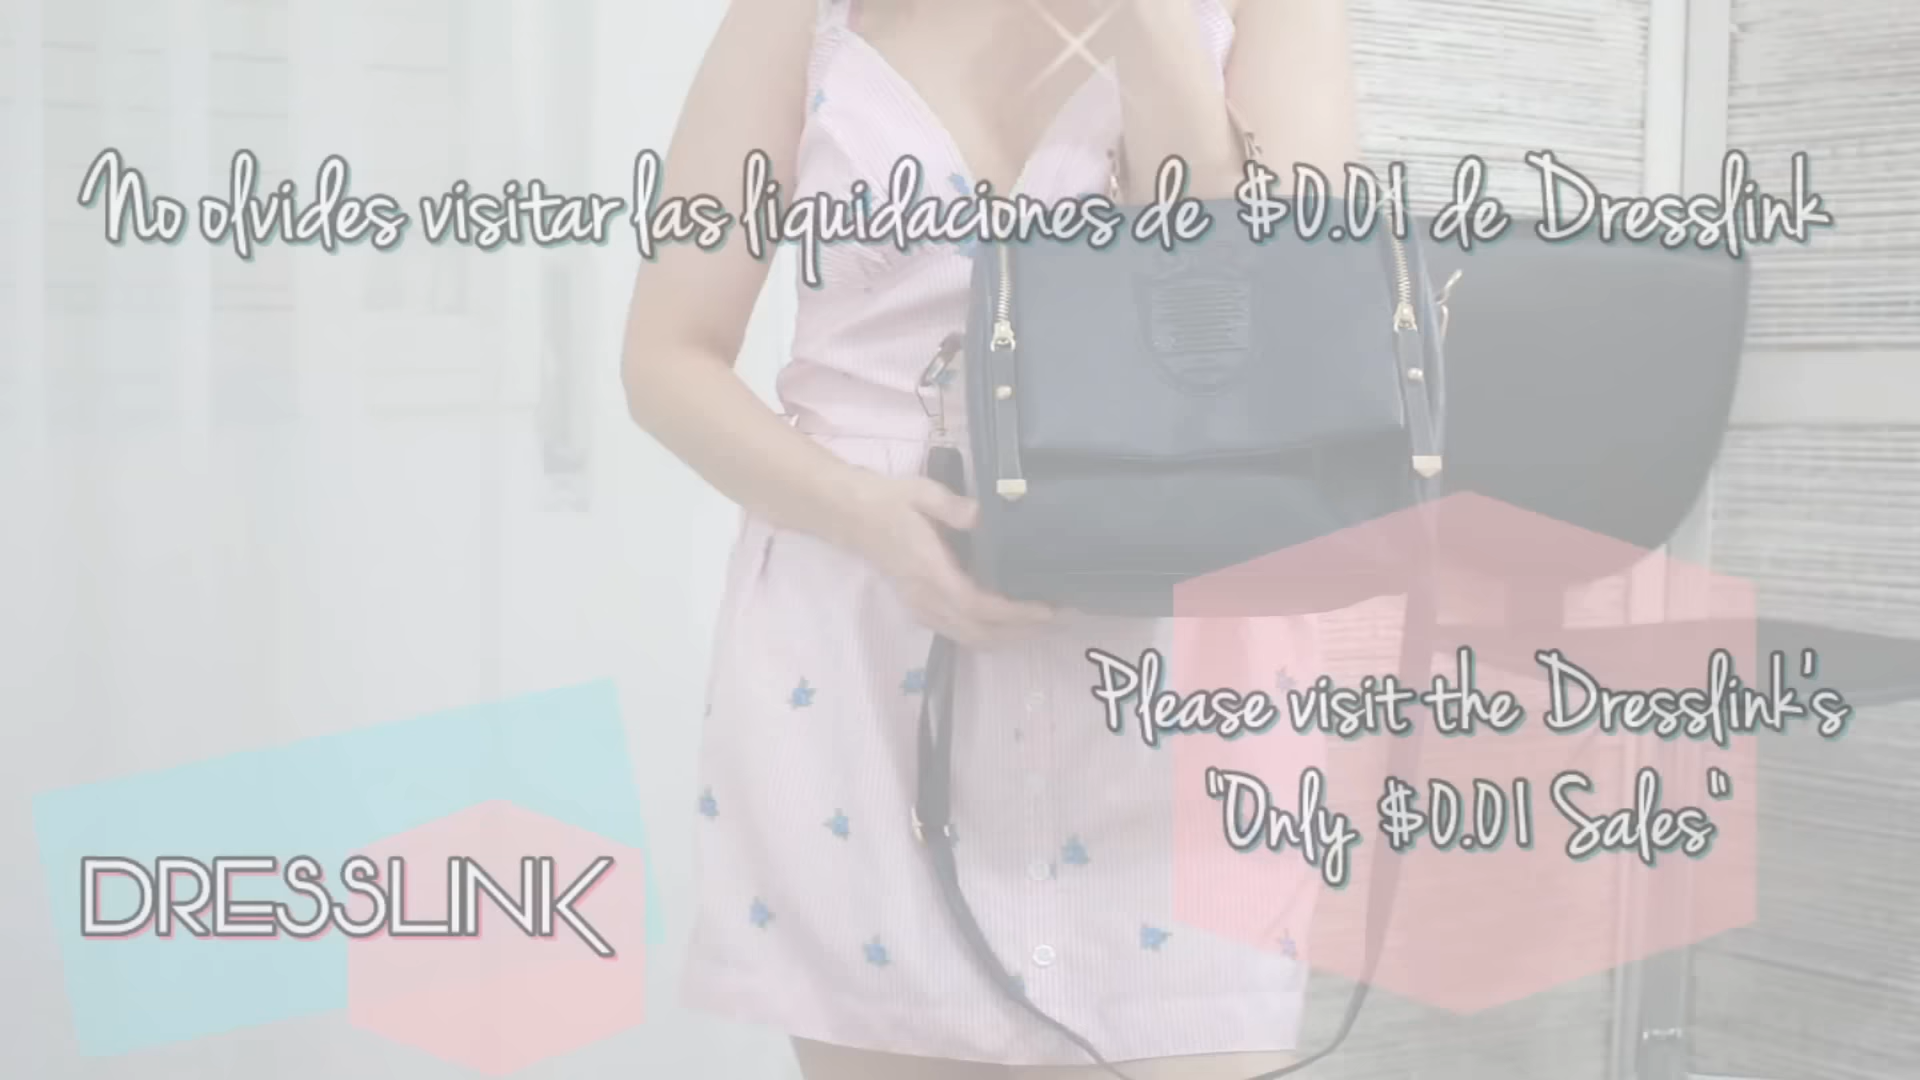 No olvides visitar las liquidaciones de $0.01 de Dresslink
Please visit the Dresslink's
"Only $0.01 Sales"
DRESSLINK